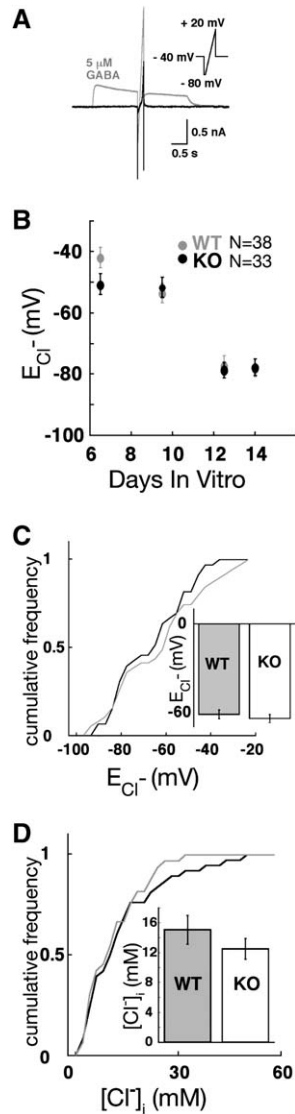 A
+ 20 mV
5 μM
GABA
- 40 mV
- 80 mV
0.5 nA
0.5 s
B
WT N=38
KO N=33
-40
-60
-80
-100
E_Cl- (mV)
6 8 10 12 14
Days In Vitro
C
cumulative frequency
1
0.5
0
-100 -80 -60 -40 -20
E_Cl- (mV)
0
-60
E_Cl- (mV)
WT KO
D
cumulative frequency
1
0.5
0
0 30 60
[Cl-]i (mM)
16
12
8
4
0
[Cl-]i (mM)
WT KO